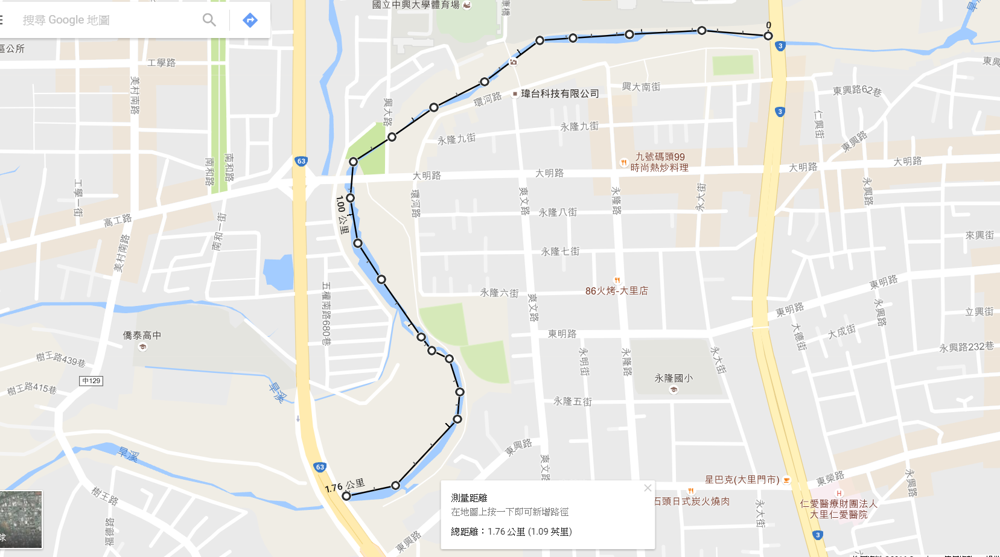 國立中興大學體育場
康橋
旱
搜尋 Google 地圖
0
3
區公所
工學路
東興
美村南路
興大路
環河路
瑋台科技有限公司
興大南街
東興路62巷
3
仁興街
永隆九街
永隆九街
東興路
63
南和路
南和路
九號碼頭99
時尚熱炒料理
大明路
大明路
大明路
大明路
工學一街
1.00 公里
環河路
爽文路
永隆路
永大街
永興路
高工路
南和一街
永隆八街
美村南路
永隆七街
來興街
五權南路680巷
永隆六街
爽文路
86火烤-大里店
東明路
永興路
東明路
立興街
僑泰高中
東明路
大德街
大成街
永興路232巷
樹王路439巷
永明街
永隆路
永大街
中129
樹王路415巷
旱溪
永隆國小
永隆五街
旱溪
東興路
爽文路
63
1.76 公里
樹王路
福德路
東興路
測量距離
在地圖上按一下即可新增路徑
總距離：1.76 公里 (1.09 英里)
星巴克(大里門市)
石頭日式炭火燒肉
永大街
東榮路
永興路
H
仁愛醫療財團法人
大里仁愛醫院
3
球